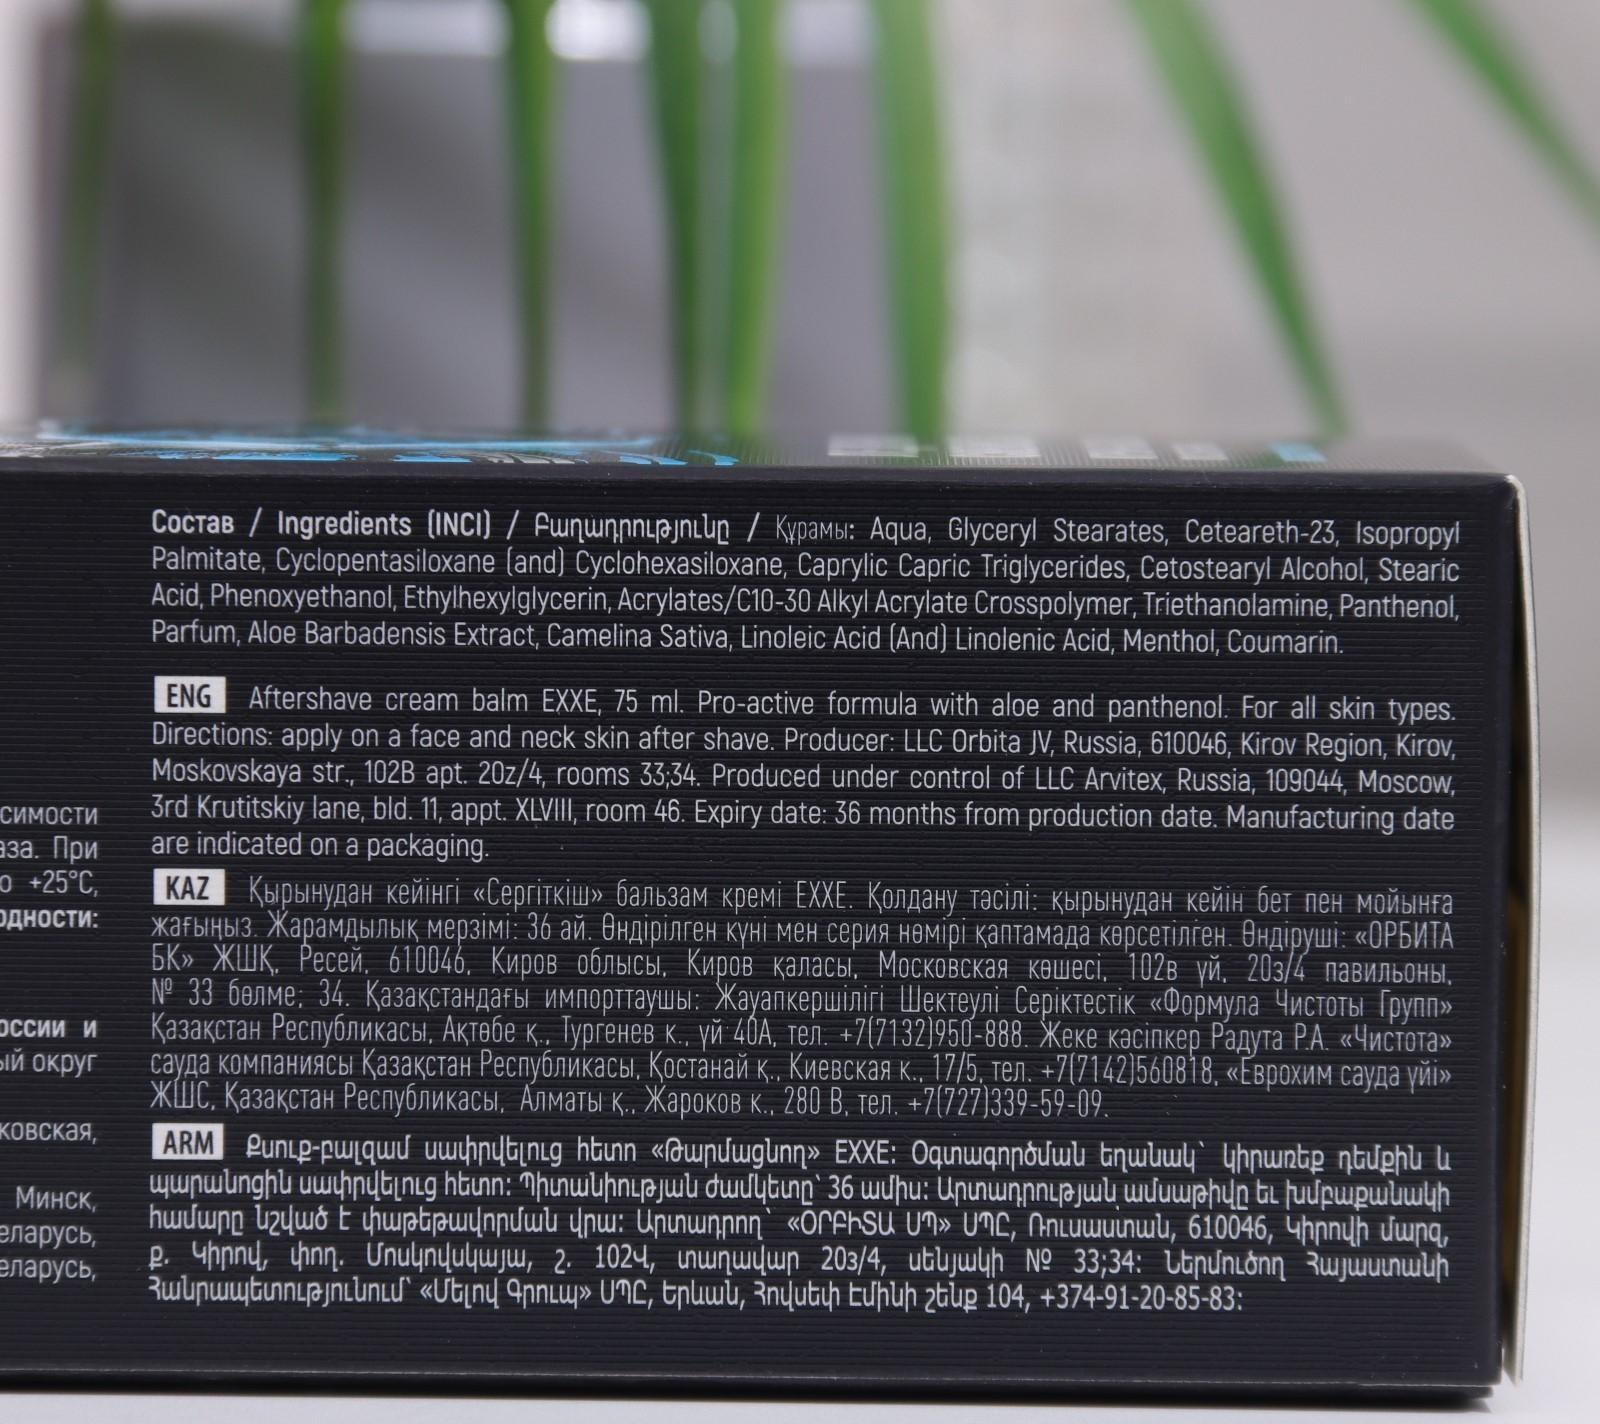 Состав / Ingredients (INCI) / Բաղադրությունը / Құрамы: Aqua, Glyceryl Stearates, Ceteareth-23, Isopropyl
Palmitate, Cyclopentasiloxane (and) Cyclohexasiloxane, Caprylic Capric Triglycerides, Cetostearyl Alcohol, Stearic
Acid, Phenoxyethanol, Ethylhexylglycerin, Acrylates/C10-30 Alkyl Acrylate Crosspolymer, Triethanolamine, Panthenol,
Parfum, Aloe Barbadensis Extract, Camelina Sativa, Linoleic Acid (And) Linolenic Acid, Menthol, Coumarin.
ENG Aftershave cream balm EXXE, 75 ml. Pro-active formula with aloe and panthenol. For all skin types.
Directions: apply on a face and neck skin after shave. Producer: LLC Orbita JV, Russia, 610046, Kirov Region, Kirov,
Moskovskaya str., 102B apt. 20z/4, rooms 33;34. Produced under control of LLC Arvitex, Russia, 109044, Moscow,
3rd Krutitskiy lane, bld. 11, appt. XLVIII, room 46. Expiry date: 36 months from production date. Manufacturing date
are indicated on a packaging.
KAZ Қырынудан кейінгі «Сергіткіш» бальзам кремі EXXE. Қолдану тәсілі: қырынудан кейін бет пен мойынға
жағыңыз. Жарамдылық мерзімі: 36 ай. Өндірілген күні мен серия нөмірі қаптамада көрсетілген. Өндіруші: «ОРБИТА
БК» ЖШҚ, Ресей, 610046, Киров облысы, Киров қаласы, Московская көшесі, 102в үй, 20з/4 павильоны,
№ 33 бөлме; 34. Қазақстандағы импорттаушы: Жауапкершілігі Шектеулі Серіктестік «Формула Чистоты Групп»
Қазақстан Республикасы, Ақтөбе қ., Тургенев к., үй 40А, тел. +7(7132)950-888. Жеке кәсіпкер Радута Р.А. «Чистота»
сауда компаниясы Қазақстан Республикасы, Қостанай қ., Киевская к., 17/5, тел. +7(7142)560818, «Еврохим сауда үйі»
ЖШС, Қазақстан Республикасы, Алматы қ., Жароков к., 280 В, тел. +7(727)339-59-09.
ARM Քսուք-բալզամ սափրվելուց հետո «Թարմացնող» EXXE: Օգտագործման եղանակ՝ կիրառեք դեմքին և
պարանոցին սափրվելուց հետո: Պիտանիության ժամկետը՝ 36 ամիս: Արտադրության ամսաթիվը եւ խմբաքանակի
համարը նշված է փաթեթավորման վրա: Արտադրող՝ «ՕՐԲԻՏԱ ՍՊ» ՍՊԸ, Ռուսաստան, 610046, Կիրովի մարզ,
ք. Կիրով, փող. Մոսկովսկայա, շ. 102Վ, տաղավար 20з/4, սենյակի № 33;34: Ներմուծող Հայաստանի
Հանրապետությունում՝ «Մելով Գրուպ» ՍՊԸ, Երևան, Հովսեփ Էմինի շենք 104, +374-91-20-85-83:
симости
аза. При
о +25°С,
одности:
оссии и
ый округ
ковская,
Минск,
еларусь,
еларусь,